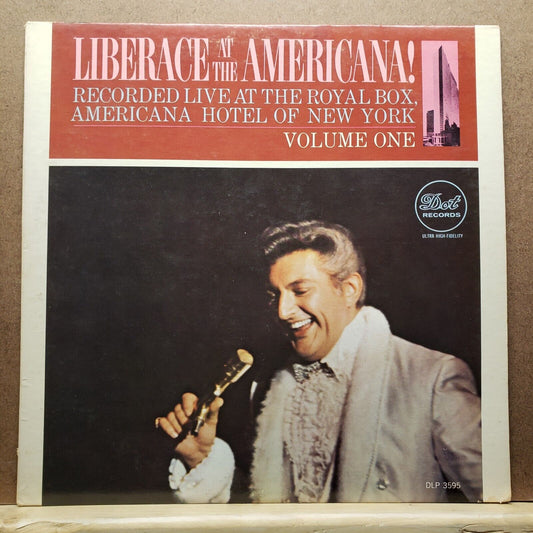 LIBERACE AT THE AMERICANA!
RECORDED LIVE AT THE ROYAL BOX,
AMERICANA HOTEL OF NEW YORK
VOLUME ONE
Dot
RECORDS
ULTRA HIGH-FIDELITY
DLP 3595